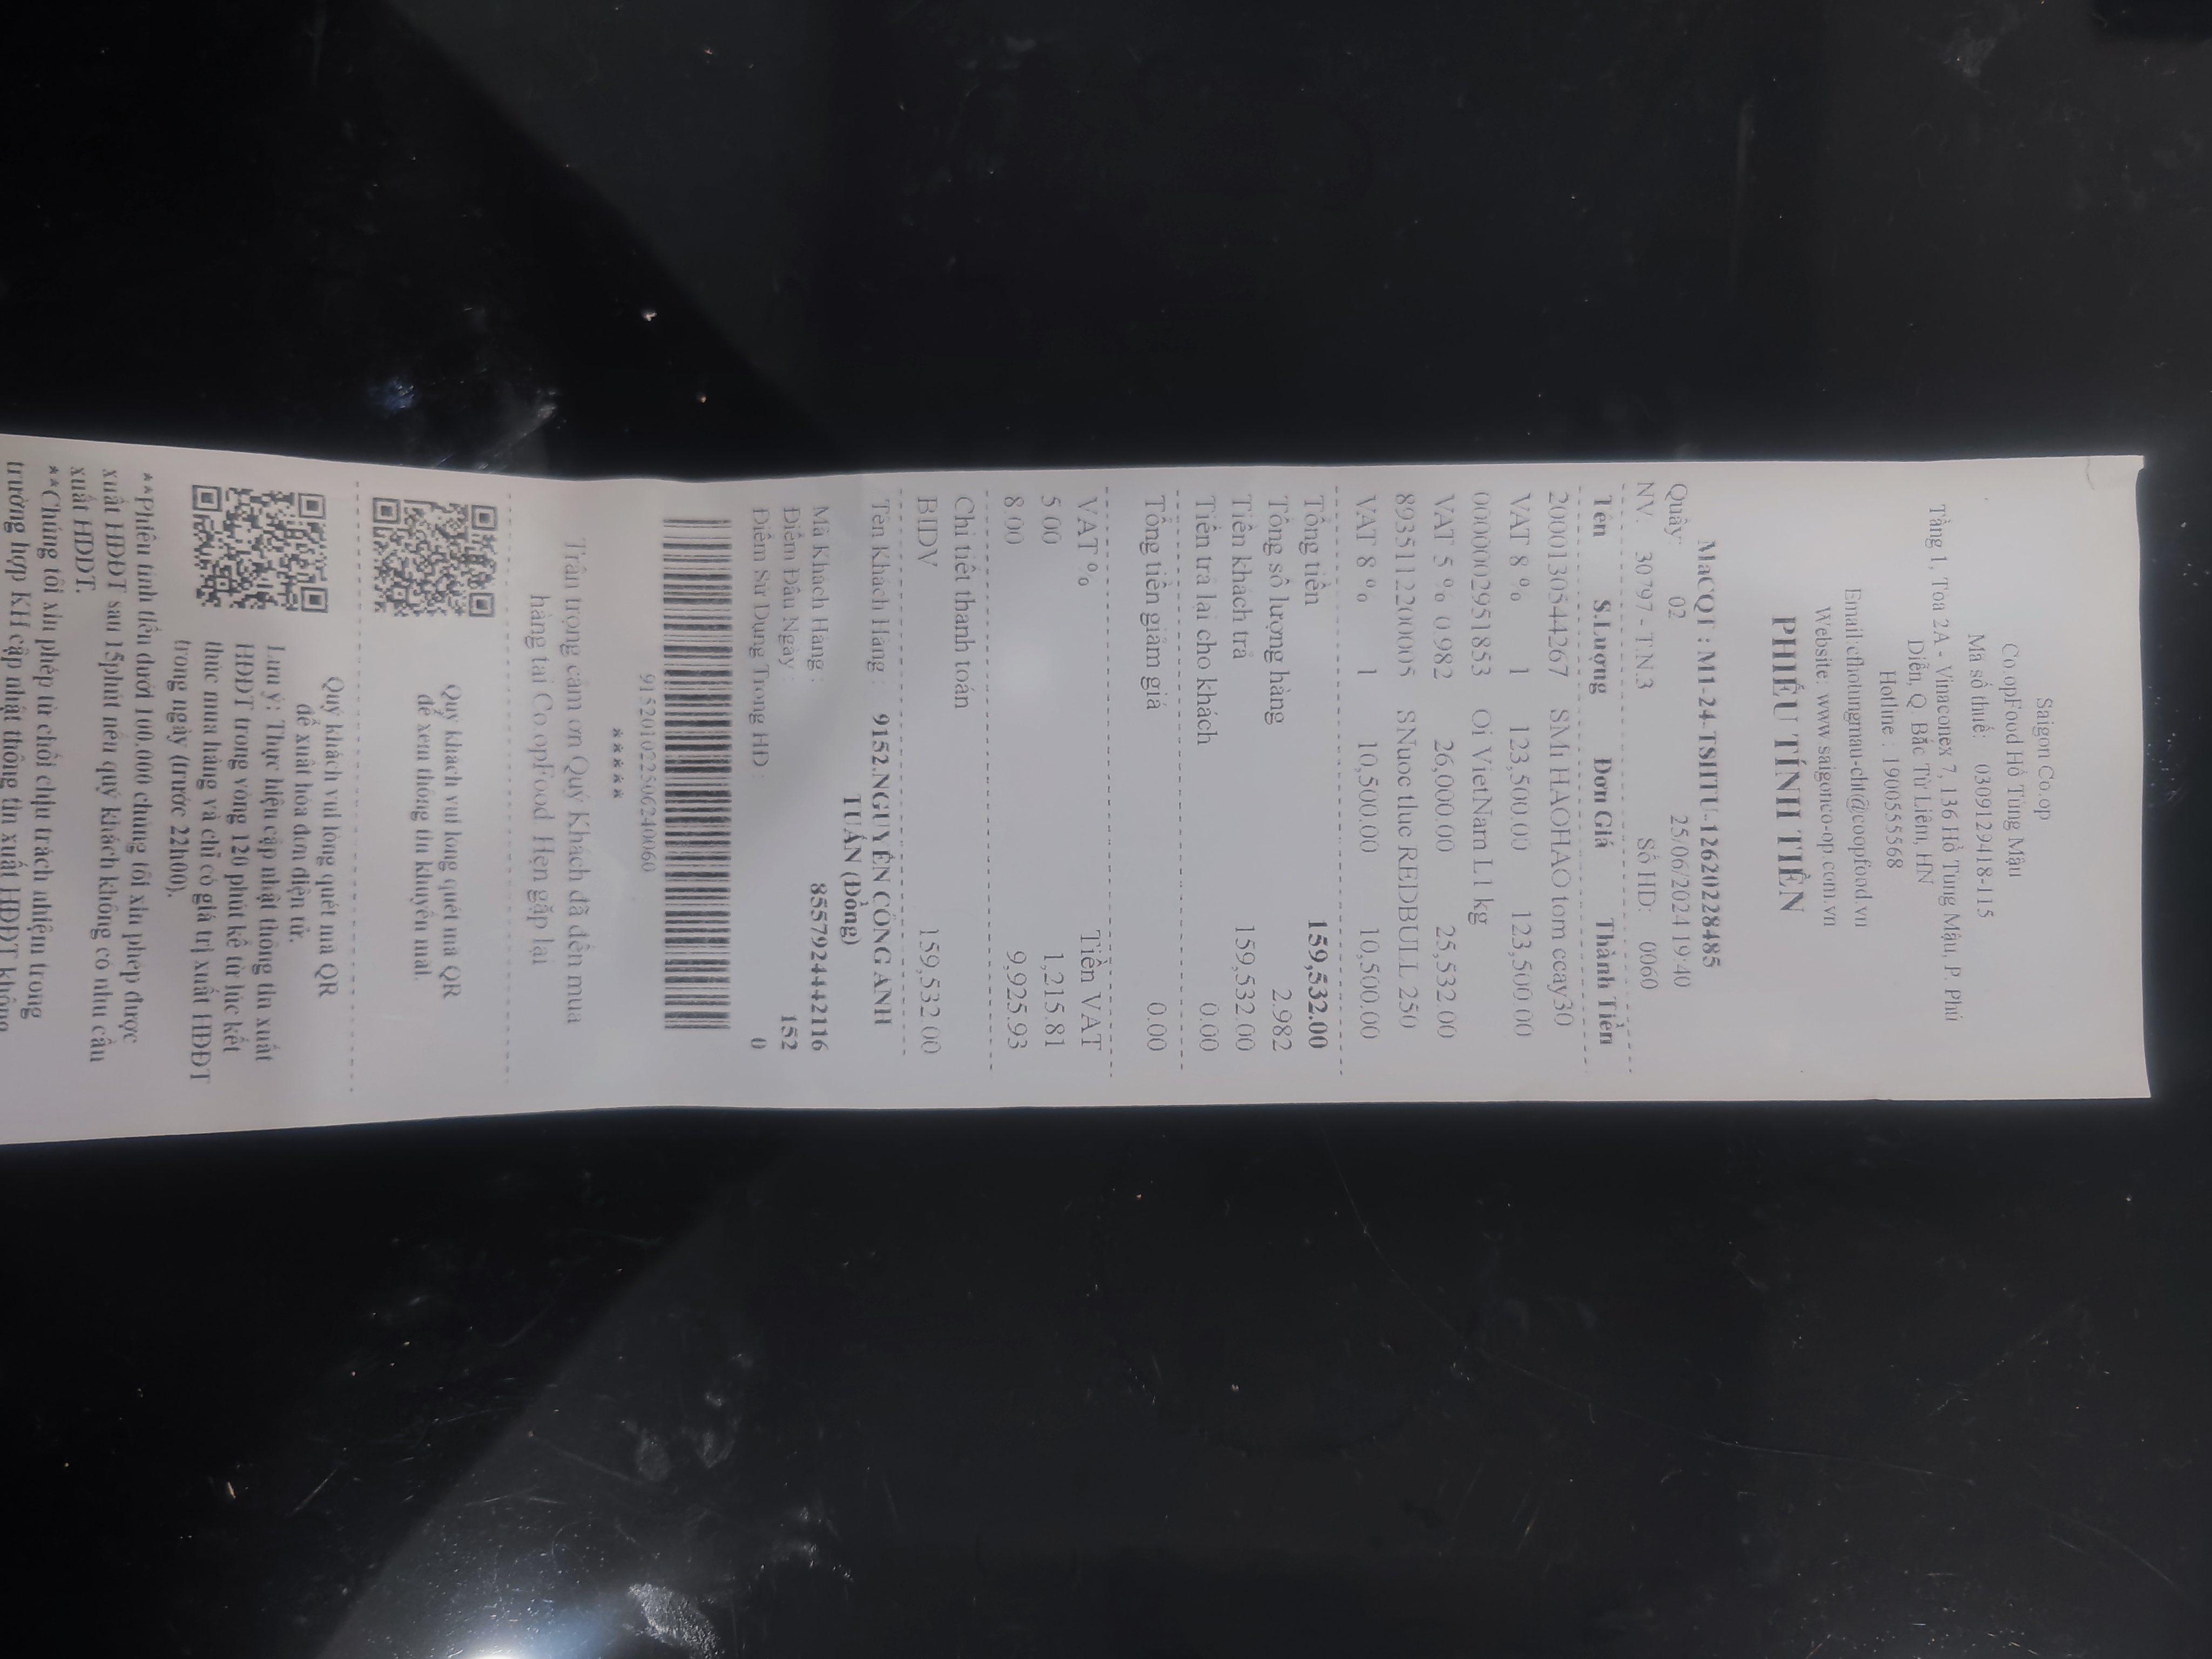 Saigon Co.op
Co.opFood Hồ Tùng Mậu
Mã số thuế: 0309129418-115
Tầng 1, Tòa 2A - Vinaconex 7, 136 Hồ Tùng Mậu, P. Phú
Diễn, Q. Bắc Từ Liêm, HN
Hotline : 1900555568
Email:cfhotungmau-cht@coopfood.vn
Website: www.saigonco-op.com.vn
PHIẾU TÍNH TIỀN
MaCQT : M1-24-TSHTU-12620228485
Quầy: 02 25/06/2024 19:40
NV: 30797 - T.N.3 Số HD: 0060
Tên S.Lượng Đơn Giá Thành Tiền
2000130544267 SMi HAOHAO tom ccay30
VAT 8 % 1 123,500.00 123,500.00
0000002951853 Oi VietNam L1 kg
VAT 5 % 0.982 26,000.00 25,532.00
8935112200005 SNuoc tluc REDBULL 250
VAT 8 % 1 10,500.00 10,500.00
Tổng tiền 159,532.00
Tổng số lượng hàng 2.982
Tiền khách trả 159,532.00
Tiền trả lại cho khách 0.00
Tổng tiền giảm giá 0.00
VAT % Tiền VAT
5.00 1,215.81
8.00 9,925.93
Chi tiết thanh toán
BIDV 159,532.00
Tên Khách Hàng : 9152.NGUYỄN CÔNG ANH
TUẤN (Đồng)
Mã Khách Hàng : 8557924442116
Điểm Đầu Ngày : 152
Điểm Sử Dụng Trong HĐ : 0
915201022506240060
*****
Trân trọng cảm ơn Quý Khách đã đến mua
hàng tại Co.opFood. Hẹn gặp lại
Quý khách vui lòng quét mã QR
để xem thông tin khuyến mãi.
Quý khách vui lòng quét mã QR
để xuất hóa đơn điện tử.
Lưu ý: Thực hiện cập nhật thông tin xuất
HĐĐT trong vòng 120 phút kể từ lúc kết
thúc mua hàng và chỉ có giá trị xuất HĐĐT
trong ngày (trước 22h00).
**Phiếu tính tiền dưới 100.000 chúng tôi xin phép được
xuất HĐĐT sau 15phút nếu quý khách không có nhu cầu
xuất HĐĐT.
**Chúng tôi xin phép từ chối chịu trách nhiệm trong
trường hợp KH cập nhật thông tin xuất HĐĐT không